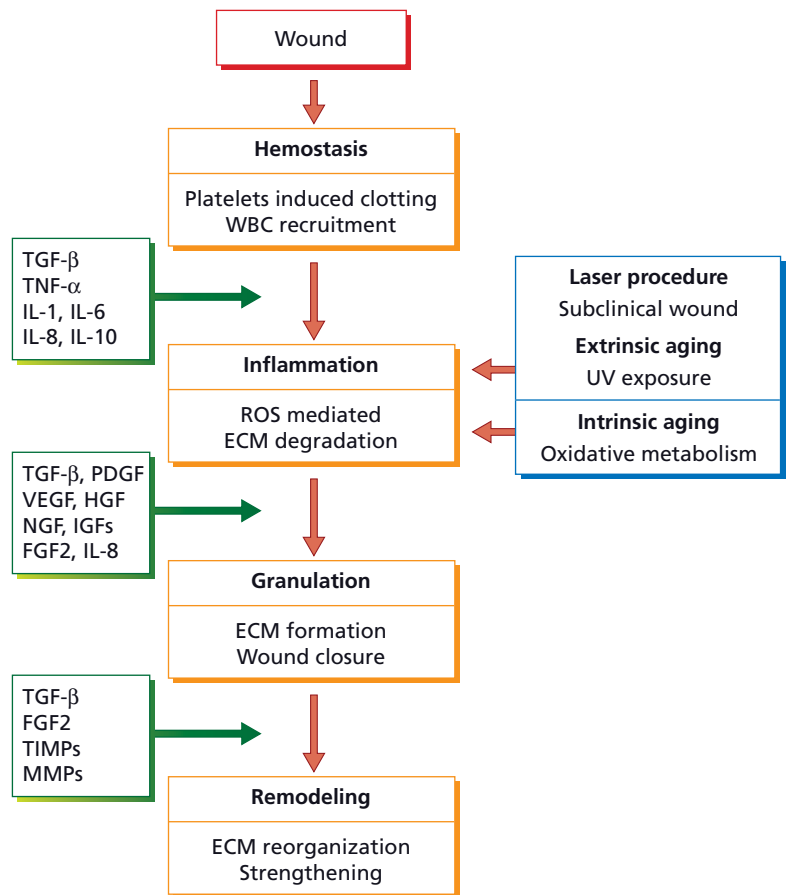 Wound
Hemostasis
Platelets induced clotting
WBC recruitment
TGF-β
TNF-α
IL-1, IL-6
IL-8, IL-10
Laser procedure
Subclinical wound
Extrinsic aging
UV exposure
Intrinsic aging
Oxidative metabolism
Inflammation
ROS mediated
ECM degradation
TGF-β, PDGF
VEGF, HGF
NGF, IGFs
FGF2, IL-8
Granulation
ECM formation
Wound closure
TGF-β
FGF2
TIMPs
MMPs
Remodeling
ECM reorganization
Strengthening